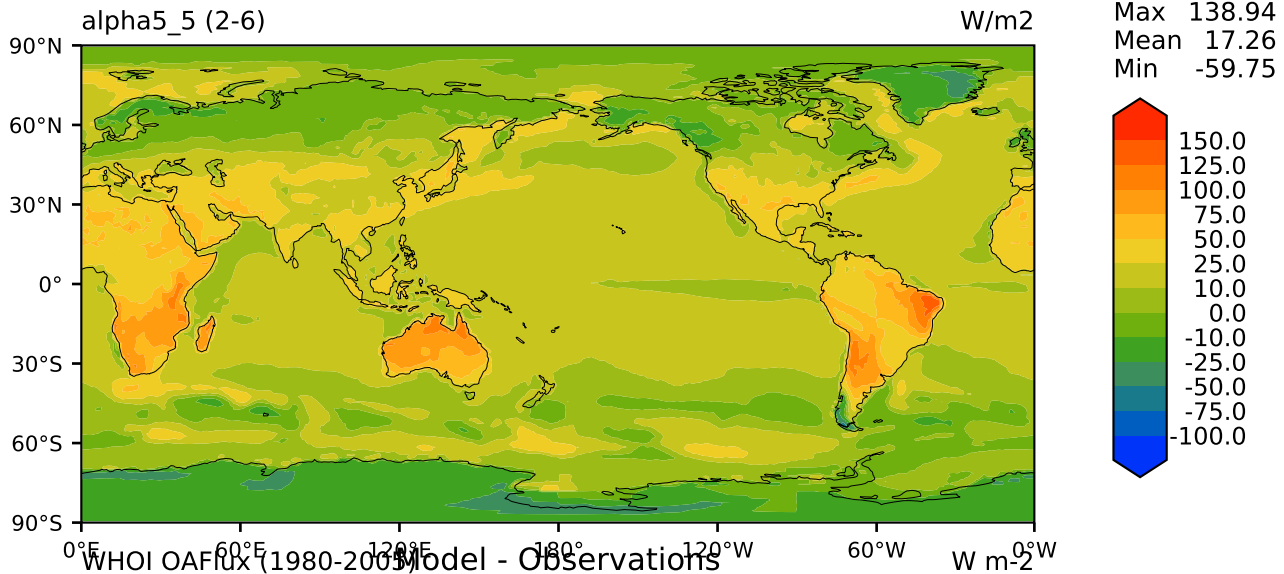 alpha5_5 (2-6) W/m2
Max 138.94
Mean 17.26
Min -59.75
90°N
60°N
30°N
0°
30°S
60°S
90°S
0°E 60°E 120°E 180° 120°W 60°W 0°W
WHOI OAFlux (1980-2005) Model - Observations W m-2
150.0
125.0
100.0
75.0
50.0
25.0
10.0
0.0
-10.0
-25.0
-50.0
-75.0
-100.0